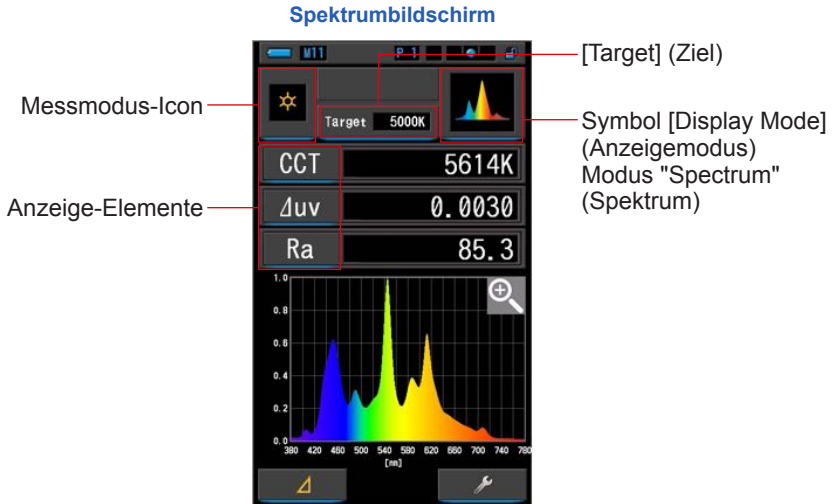 Spektrumbildschirm
M11 P 1
[Target] (Ziel)
Messmodus-Icon
Target 5000K
Symbol [Display Mode]
(Anzeigemodus)
Modus "Spectrum"
(Spektrum)
CCT 5614K
Anzeige-Elemente
⊿uv 0.0030
Ra 85.3
1.0
0.8
0.6
0.4
0.2
0.0
380 420 460 500 540 580 620 660 700 740 780
[nm]